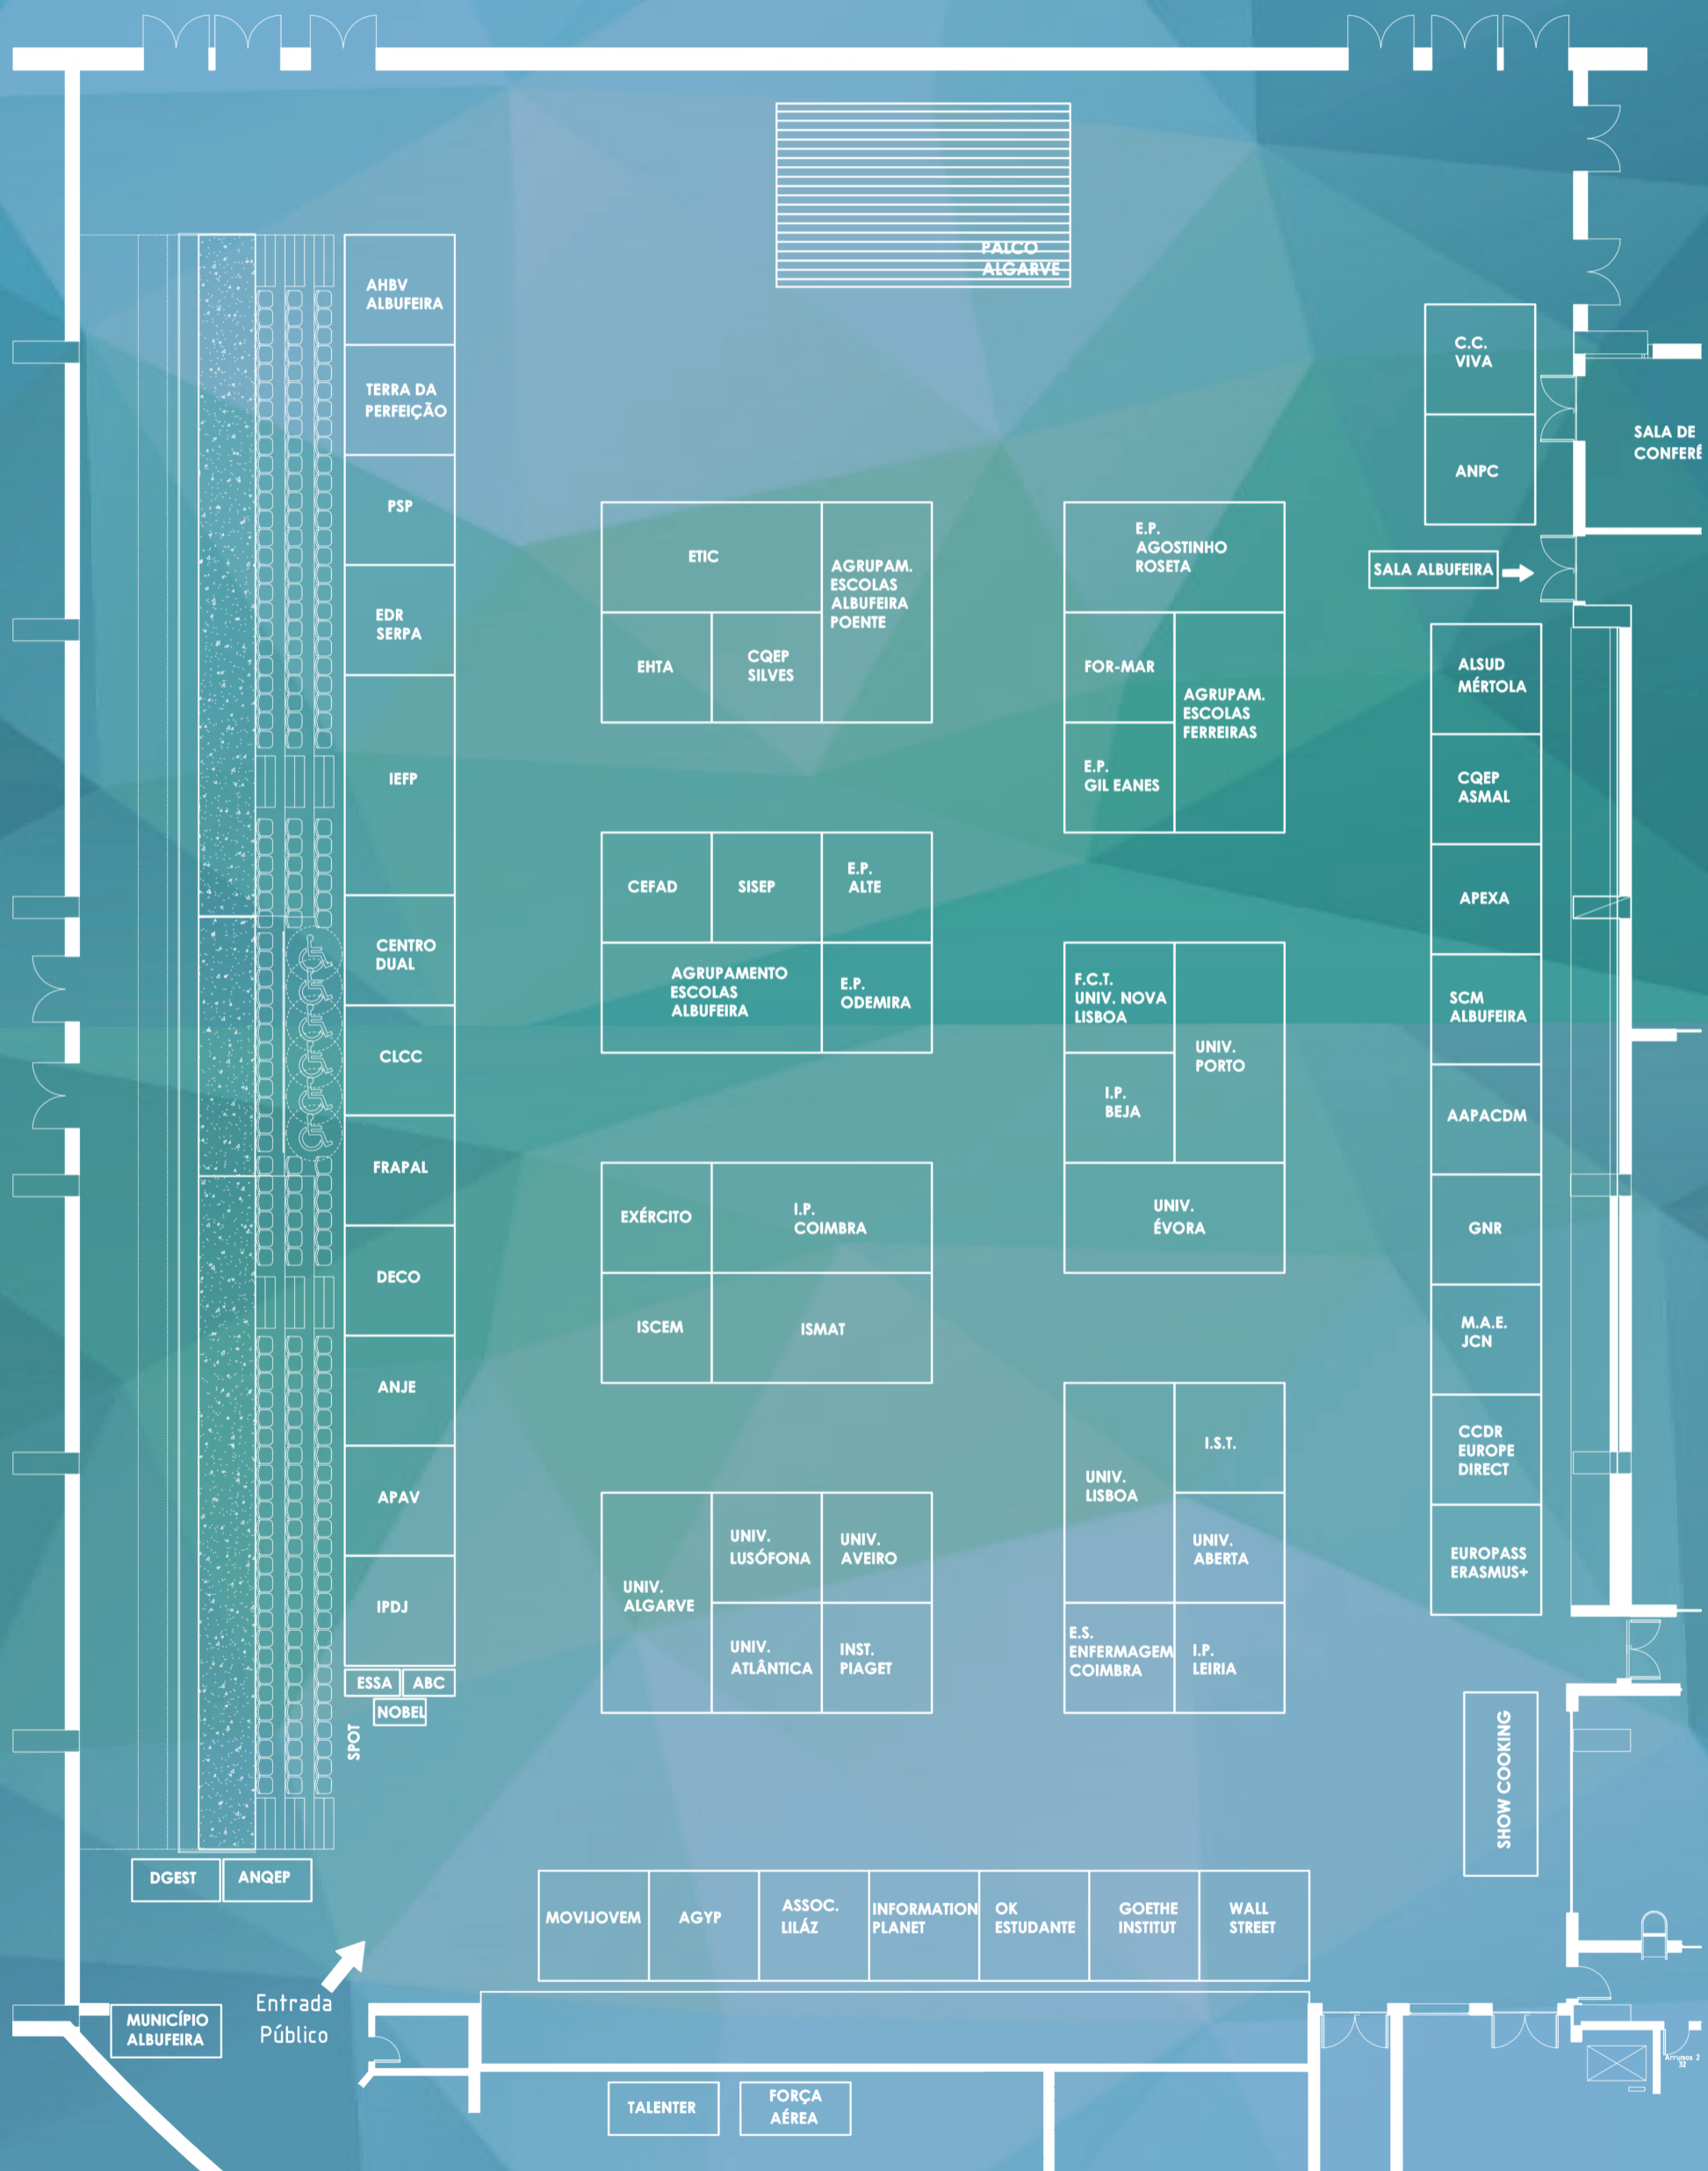 PALCO
ALGARVE
AHBV
ALBUFEIRA
TERRA DA
PERFEIÇÃO
PSP
EDR
SERPA
IEFP
CENTRO
DUAL
CLCC
FRAPAL
DECO
ANJE
APAV
IPDJ
ESSA
ABC
NOBEL
SPOT
DGEST
ANQEP
ETIC
AGRUPAM.
ESCOLAS
ALBUFEIRA
POENTE
EHTA
CQEP
SILVES
CEFAD
SISEP
E.P.
ALTE
AGRUPAMENTO
ESCOLAS
ALBUFEIRA
E.P.
ODEMIRA
EXÉRCITO
I.P.
COIMBRA
ISCEM
ISMAT
UNIV.
ALGARVE
UNIV.
LUSÓFONA
UNIV.
AVEIRO
UNIV.
ATLÂNTICA
INST.
PIAGET
E.P.
AGOSTINHO
ROSETA
FOR-MAR
AGRUPAM.
ESCOLAS
FERREIRAS
E.P.
GIL EANES
F.C.T.
UNIV. NOVA
LISBOA
UNIV.
PORTO
I.P.
BEJA
UNIV.
ÉVORA
UNIV.
LISBOA
I.S.T.
UNIV.
ABERTA
E.S.
ENFERMAGEM
COIMBRA
I.P.
LEIRIA
C.C.
VIVA
ANPC
SALA DE
CONFERÊ
SALA ALBUFEIRA
ALSUD
MÉRTOLA
CQEP
ASMAL
APEXA
SCM
ALBUFEIRA
AAPACDM
GNR
M.A.E.
JCN
CCDR
EUROPE
DIRECT
EUROPASS
ERASMUS+
SHOW COOKING
MOVIJOVEM
AGYP
ASSOC.
LILÁZ
INFORMATION
PLANET
OK
ESTUDANTE
GOETHE
INSTITUT
WALL
STREET
Entrada
Público
MUNICÍPIO
ALBUFEIRA
TALENTER
FORÇA
AÉREA
Arrumos 2
32